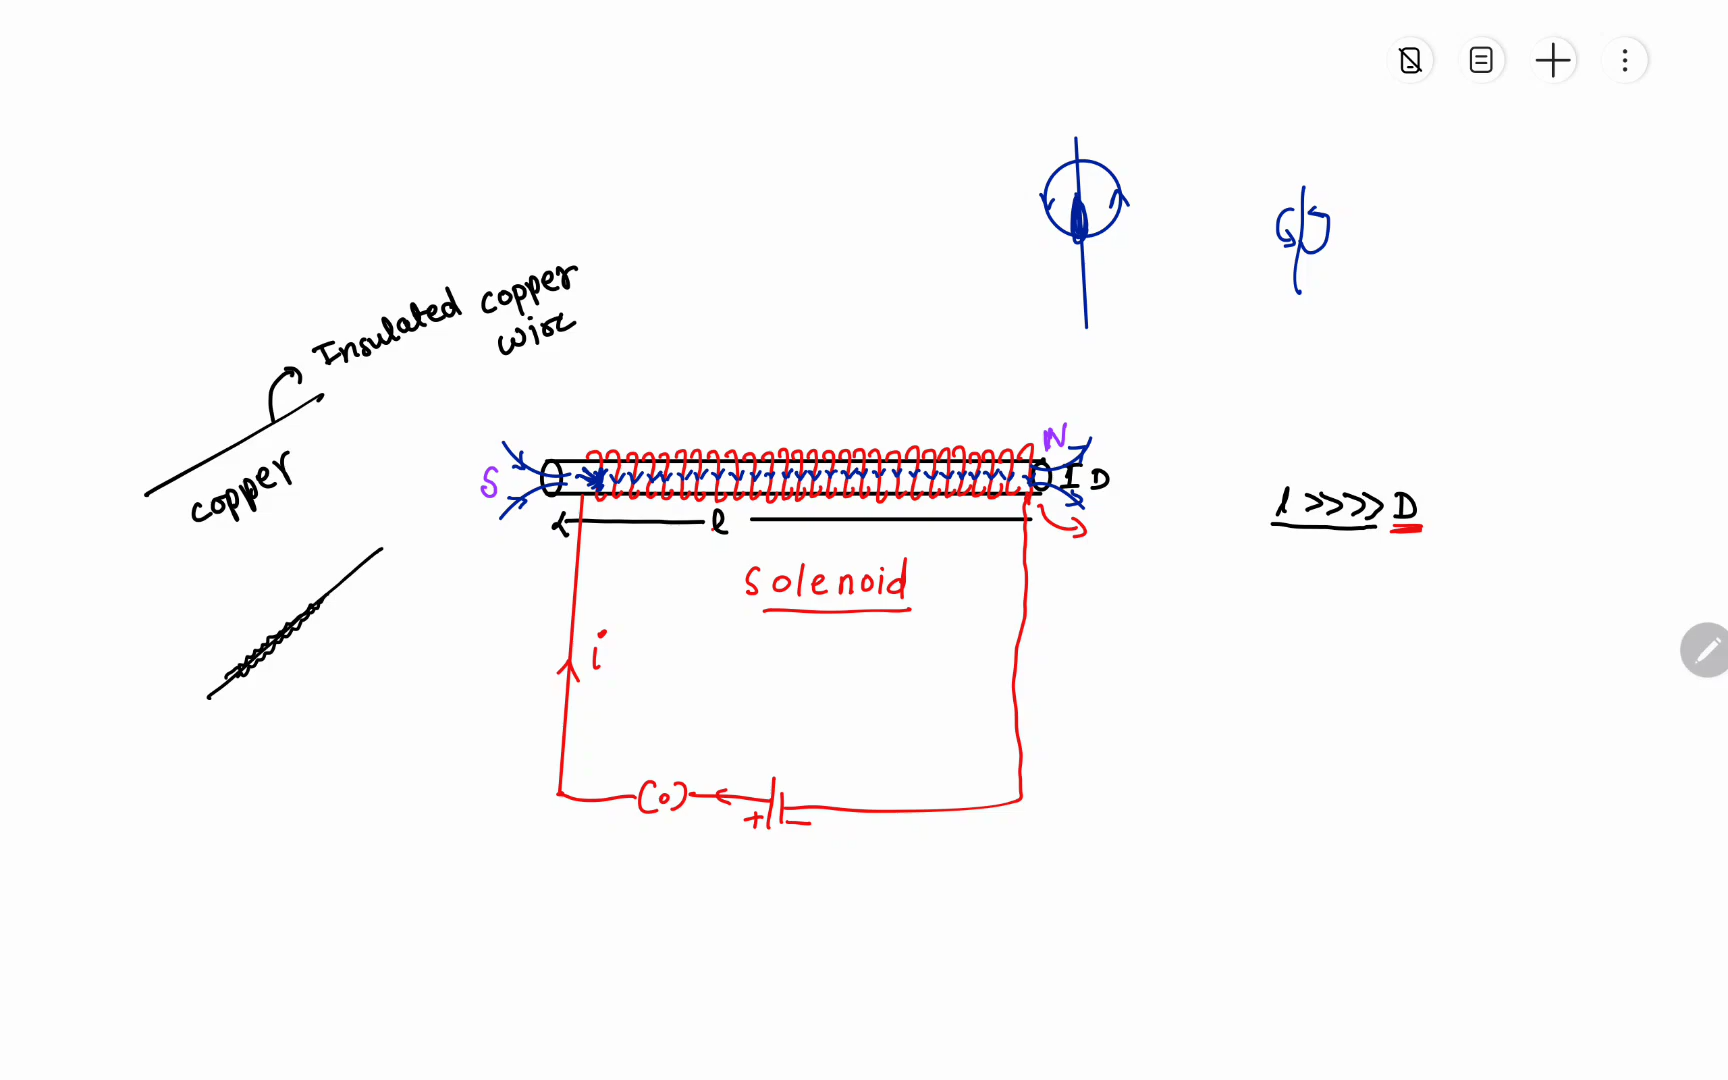 Insulated copper
wire
copper
N
S
D
l
l >>>> D
Solenoid
i
(o)
+ -